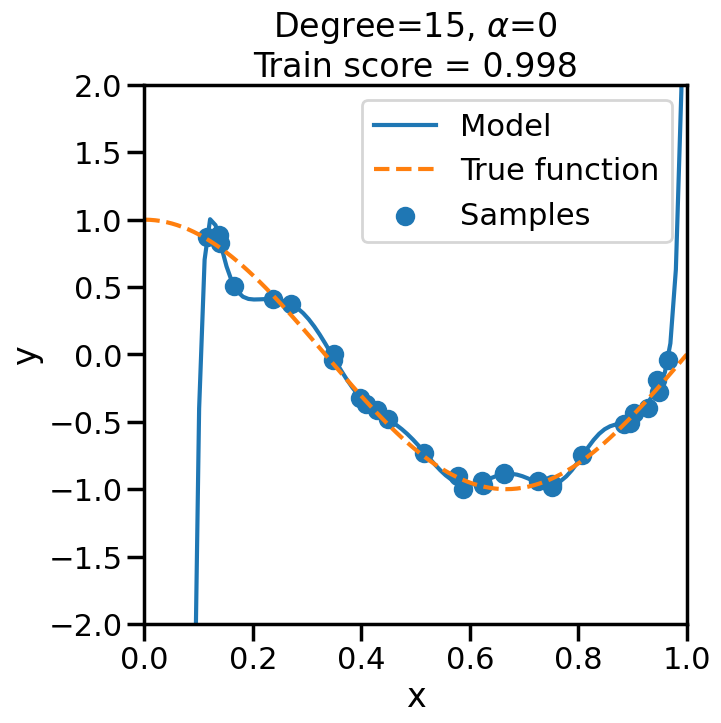 Degree=15, α=0
Train score = 0.998
Model
True function
Samples
2.0
1.5
1.0
0.5
0.0
−0.5
−1.0
−1.5
−2.0
y
0.0 0.2 0.4 0.6 0.8 1.0
x